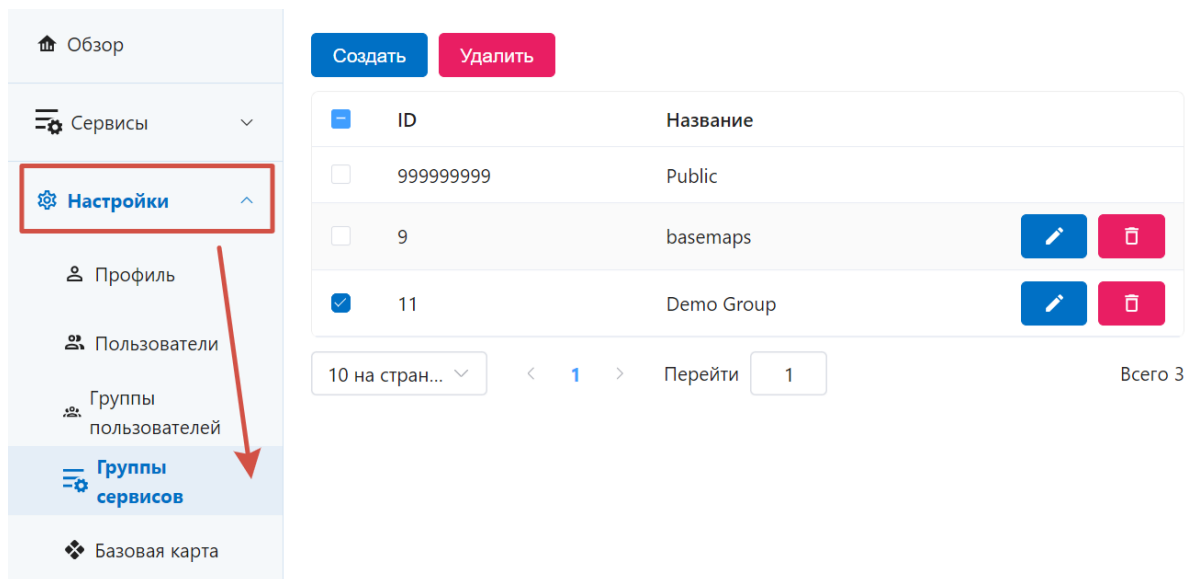 Обзор
Сервисы
Настройки
Профиль
Пользователи
Группы
пользователей
Группы
сервисов
Базовая карта
Создать Удалить
ID Название
999999999 Public
9 basemaps
11 Demo Group
10 на стран... 1 Перейти 1 Всего 3